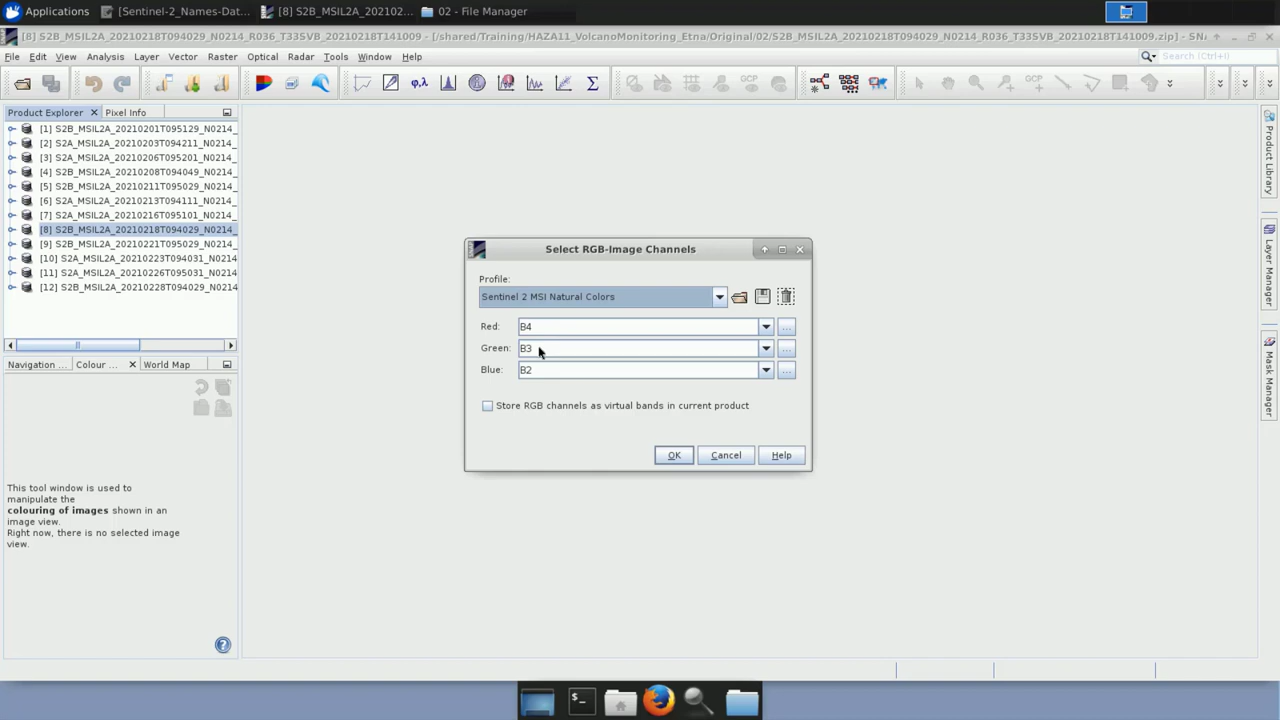 Applications
[Sentinel-2_Names-Dat...
[8] S2B_MSIL2A_202102...
02 - File Manager
[8] S2B_MSIL2A_20210218T094029_N0214_R036_T33SVB_20210218T141009 - [/shared/Training/HAZA11_VolcanoMonitoring_Etna/Original/02/S2B_MSIL2A_20210218T094029_N0214_R036_T33SVB_20210218T141009.zip] - SNA
File Edit View Analysis Layer Vector Raster Optical Radar Tools Window Help
Search (Ctrl+I)
GCP
GCP
Product Explorer
Pixel Info
[1] S2B_MSIL2A_20210201T095129_N0214_
[2] S2A_MSIL2A_20210203T094211_N0214_
[3] S2A_MSIL2A_20210206T095201_N0214_
[4] S2B_MSIL2A_20210208T094049_N0214_
[5] S2B_MSIL2A_20210211T095029_N0214_
[6] S2A_MSIL2A_20210213T094111_N0214_
[7] S2A_MSIL2A_20210216T095101_N0214_
[8] S2B_MSIL2A_20210218T094029_N0214_
[9] S2B_MSIL2A_20210221T095029_N0214_
[10] S2A_MSIL2A_20210223T094031_N0214
[11] S2A_MSIL2A_20210226T095031_N0214
[12] S2B_MSIL2A_20210228T094029_N0214
Navigation ...
Colour ...
World Map
This tool window is used to
manipulate the
colouring of images shown in an
image view.
Right now, there is no selected image
view.
Select RGB-Image Channels
Profile:
Sentinel 2 MSI Natural Colors
Red: B4
Green: B3
Blue: B2
Store RGB channels as virtual bands in current product
OK
Cancel
Help
Product Library
Layer Manager
Mask Manager